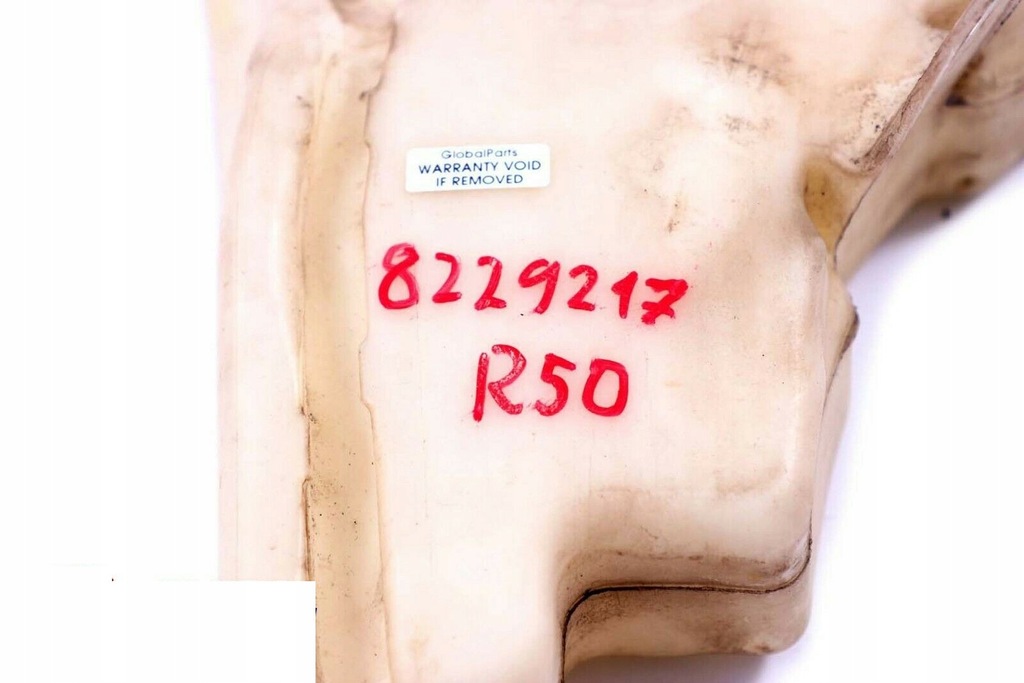 GlobalParts
WARRANTY VOID
IF REMOVED
8229217
R50